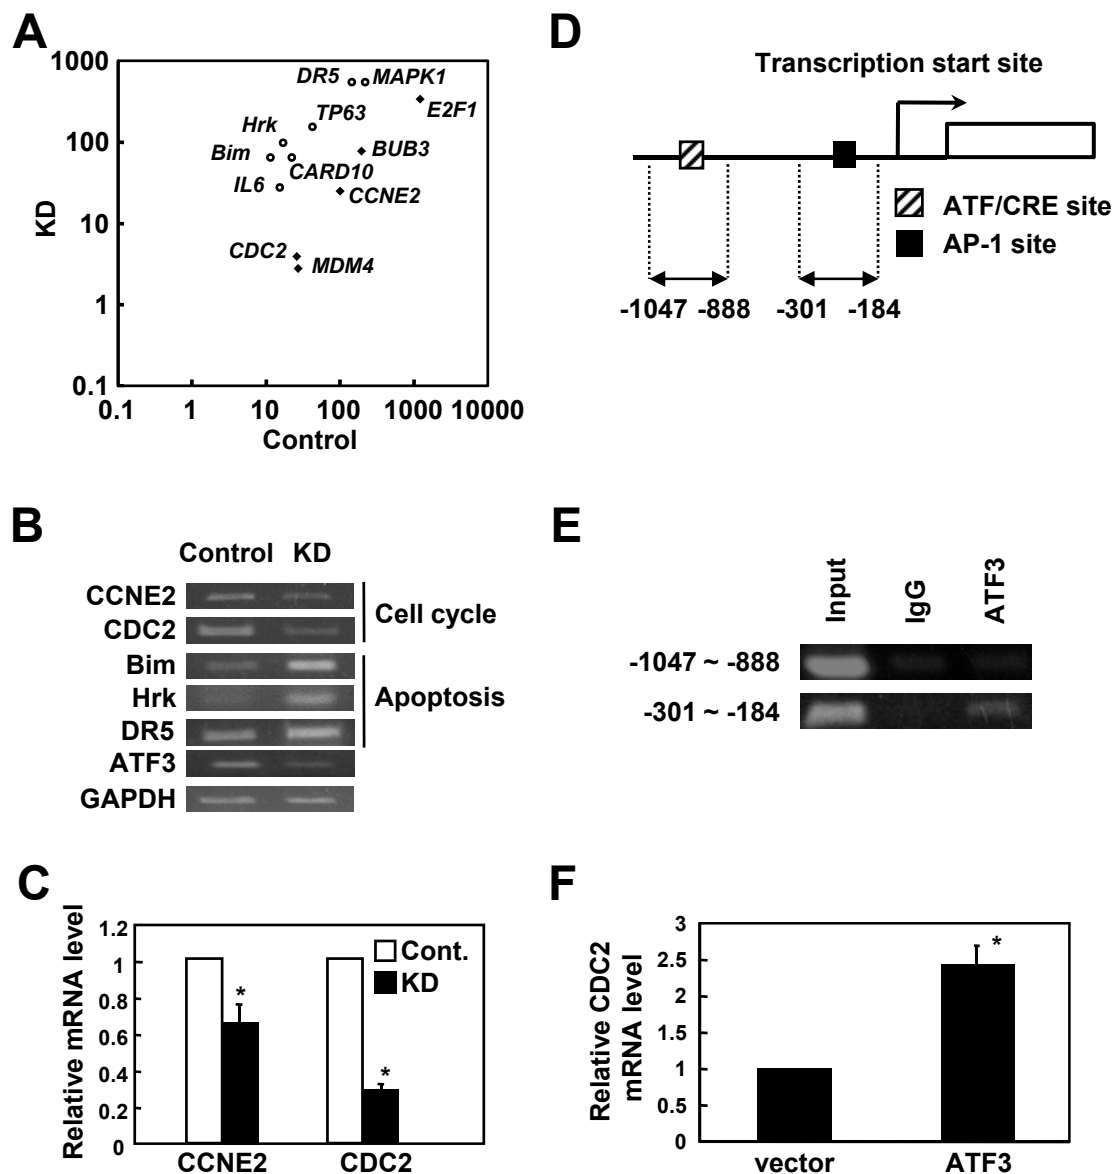 A
1000
100
10
1
0.1
KD
DR5
MAPK1
E2F1
TP63
Hrk
BUB3
Bim
CARD10
IL6
CCNE2
CDC2
MDM4
0.1 1 10 100 1000 10000
Control
D
Transcription start site
ATF/CRE site
AP-1 site
-1047 -888 -301 -184
B
Control KD
CCNE2
CDC2
Cell cycle
Bim
Hrk
DR5
Apoptosis
ATF3
GAPDH
E
Input
IgG
ATF3
-1047 ~ -888
-301 ~ -184
C
Relative mRNA level
1.2
1
0.8
0.6
0.4
0.2
0
Cont.
KD
*
*
CCNE2 CDC2
F
Relative CDC2
mRNA level
3
2.5
2
1.5
1
0.5
0
*
vector ATF3